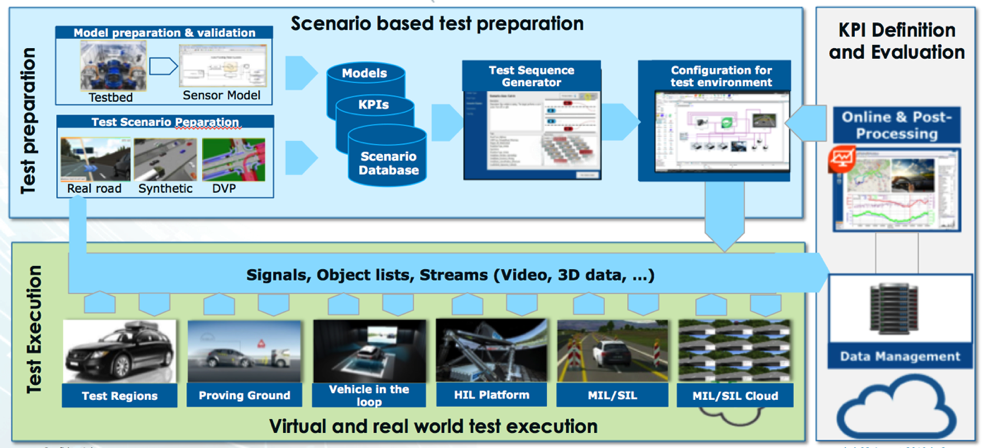 Scenario based test preparation
Test preparation
Model preparation & validation
Testbed
Sensor Model
Test Scenario Peparation
Real road
Synthetic
DVP
Models
KPIs
Scenario
Database
Test Sequence
Generator
Configuration for
test environment
KPI Definition
and Evaluation
Online & Post-
Processing
Data Management
Test Execution
Signals, Object lists, Streams (Video, 3D data, ...)
Test Regions
Proving Ground
Vehicle in the
loop
HIL Platform
MIL/SIL
MIL/SIL Cloud
Virtual and real world test execution